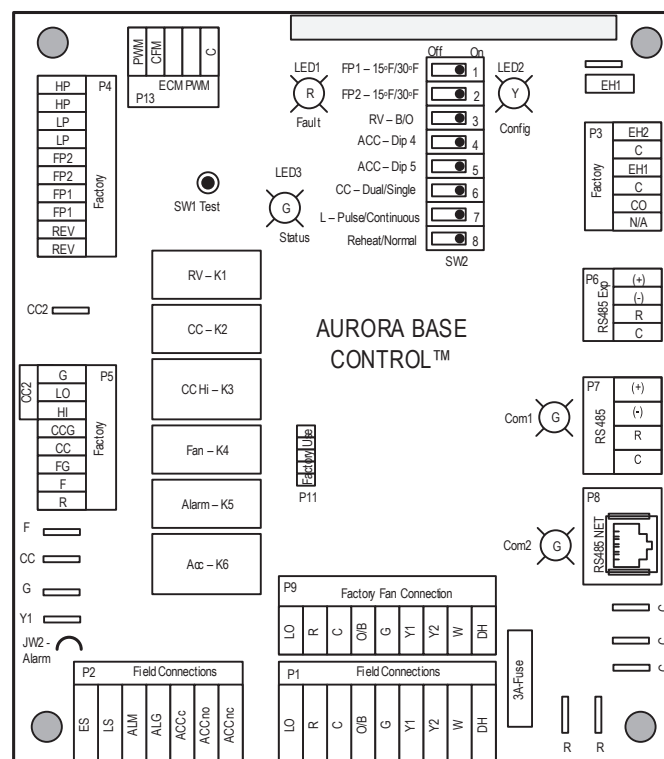 PWM
CFM
C
ECM PWM
P13
LED1
R
Fault
Off On
FP1 – 15ºF/30ºF 1
FP2 – 15ºF/30ºF 2
RV – B/O 3
ACC – Dip 4 4
ACC – Dip 5 5
CC – Dual/Single 6
L – Pulse/Continuous 7
Reheat/Normal 8
SW2
LED2
Y
Config
EH1
P4
HP
HP
LP
LP
FP2
FP2
FP1
FP1
REV
REV
Factory
SW1 Test
LED3
G
Status
P3
Factory
EH2
C
EH1
C
CO
N/A
RV – K1
CC – K2
CC Hi – K3
Fan – K4
Alarm – K5
Acc – K6
AURORA BASE
CONTROL™
P6
RS485 Exp
(+)
(-)
R
C
CC2
CC2
P5
G
LO
HI
CCG
CC
FG
F
R
Factory
P7
RS 485
(+)
(-)
R
C
Com1
G
Factory Use
P11
P8
RS485 NET
Com2
G
F
CC
G
Y1
JW2 -
Alarm
P9 Factory Fan Connection
LO R C O/B G Y1 Y2 W DH
P2 Field Connections
ES LS ALM ALG ACCc ACCno ACCnc
P1 Field Connections
LO R C O/B G Y1 Y2 W DH
3A-Fuse
C
C
C
R R